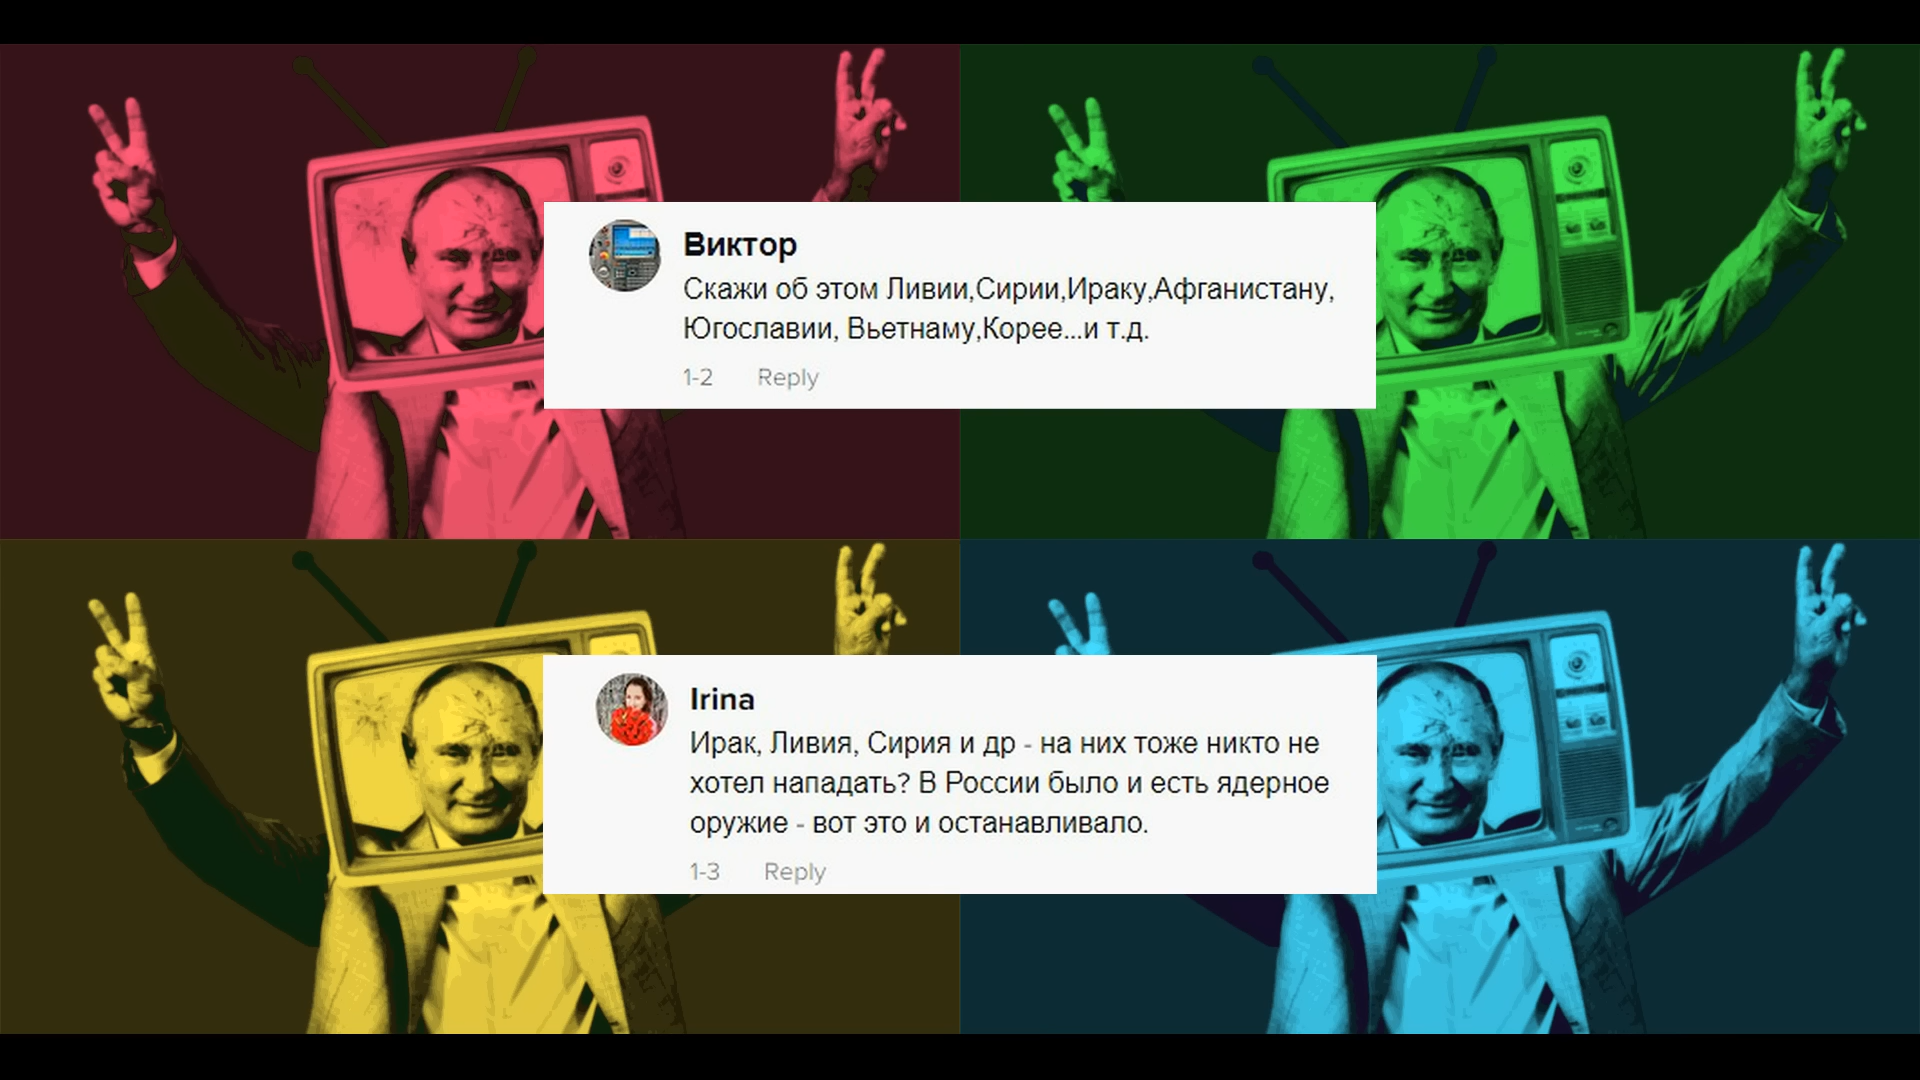 Виктор
Скажи об этом Ливии,Сирии,Ираку,Афганистану,
Югославии, Вьетнаму,Корее...и т.д.
1-2 Reply
Irina
Ирак, Ливия, Сирия и др - на них тоже никто не
хотел нападать? В России было и есть ядерное
оружие - вот это и останавливало.
1-3 Reply